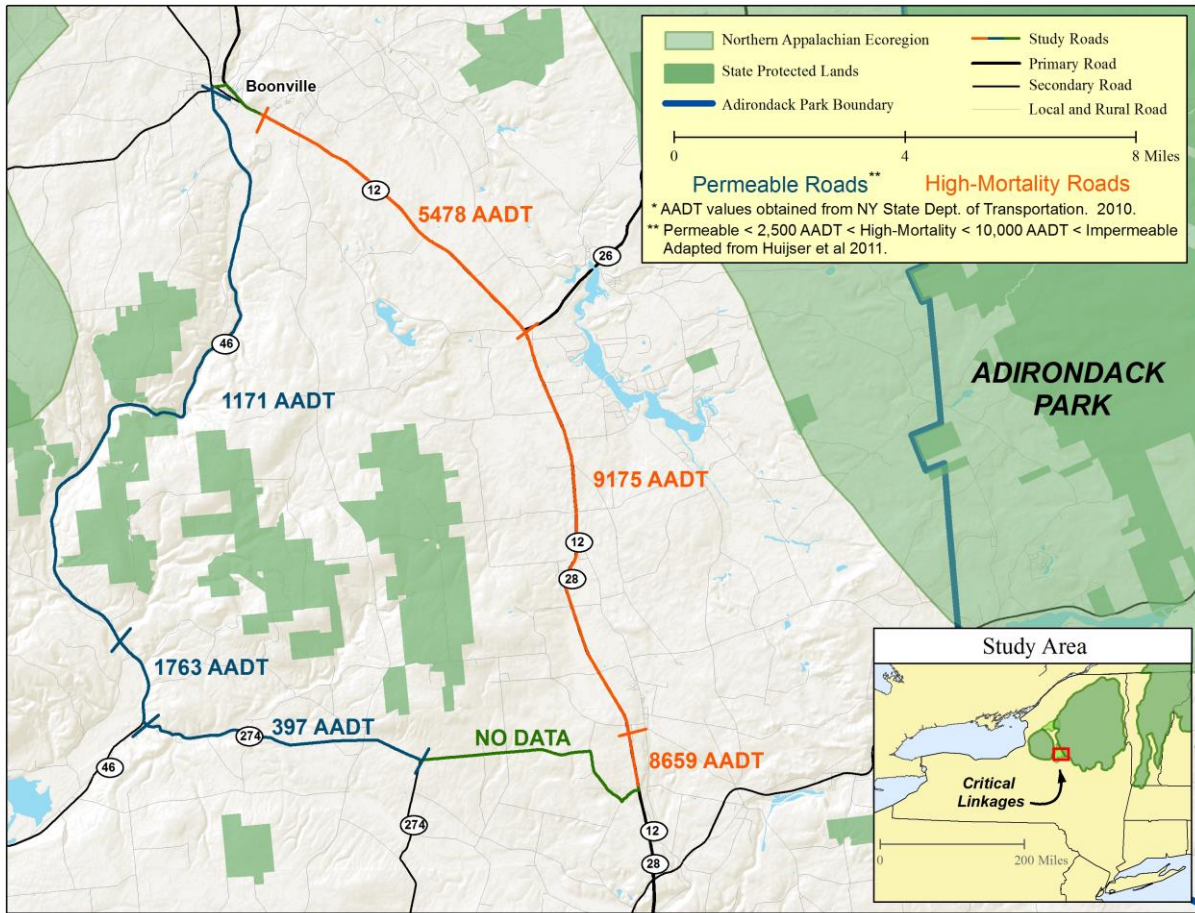 Northern Appalachian Ecoregion
State Protected Lands
Adirondack Park Boundary
Study Roads
Primary Road
Secondary Road
Local and Rural Road
0 4 8 Miles
Permeable Roads** High-Mortality Roads
* AADT values obtained from NY State Dept. of Transportation. 2010.
** Permeable < 2,500 AADT < High-Mortality < 10,000 AADT < Impermeable
Adapted from Huijser et al 2011.
Boonville
12
5478 AADT
26
46
1171 AADT
ADIRONDACK
PARK
9175 AADT
12
28
1763 AADT
397 AADT
274
NO DATA
8659 AADT
46
274
12
28
Study Area
Critical
Linkages
0 200 Miles